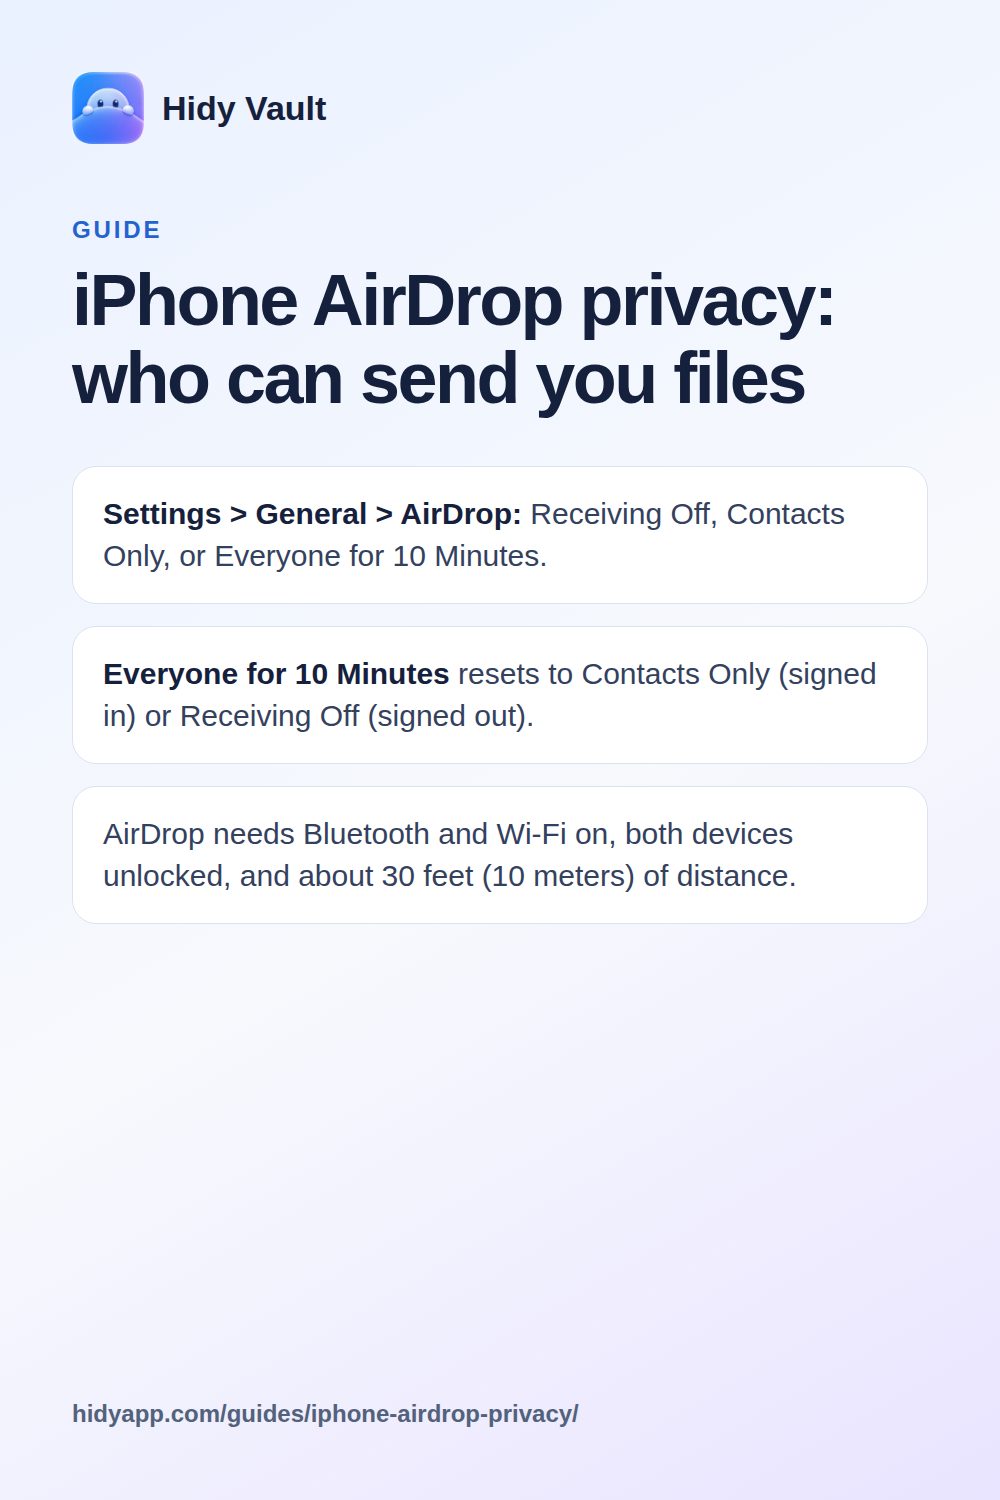 Hidy Vault
GUIDE
iPhone AirDrop privacy:
who can send you files
Settings > General > AirDrop: Receiving Off, Contacts
Only, or Everyone for 10 Minutes.
Everyone for 10 Minutes resets to Contacts Only (signed
in) or Receiving Off (signed out).
AirDrop needs Bluetooth and Wi-Fi on, both devices
unlocked, and about 30 feet (10 meters) of distance.
hidyapp.com/guides/iphone-airdrop-privacy/